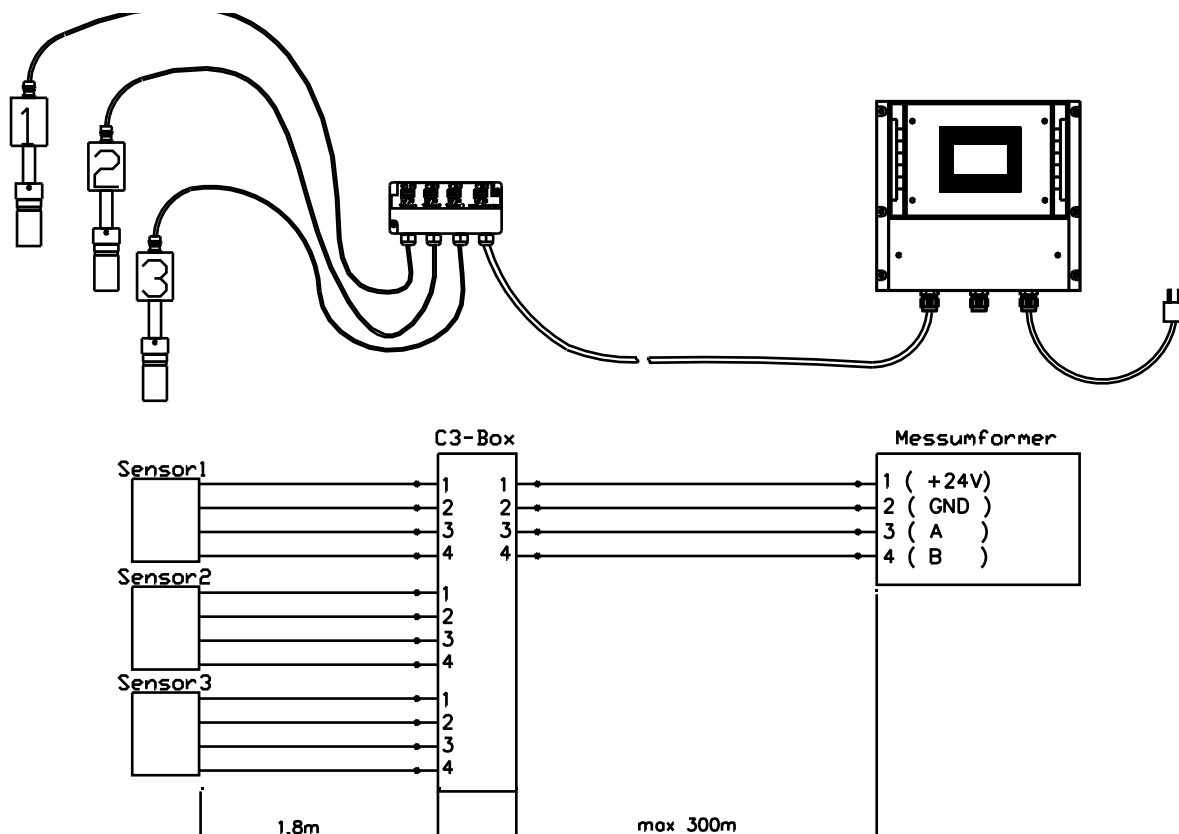 1
2
3
C3-Box
Messumformer
Sensor1
1 1
2 2
3 3
4 4
1 ( +24V)
2 ( GND )
3 ( A )
4 ( B )
Sensor2
1
2
3
4
Sensor3
1
2
3
4
1,8m
max 300m